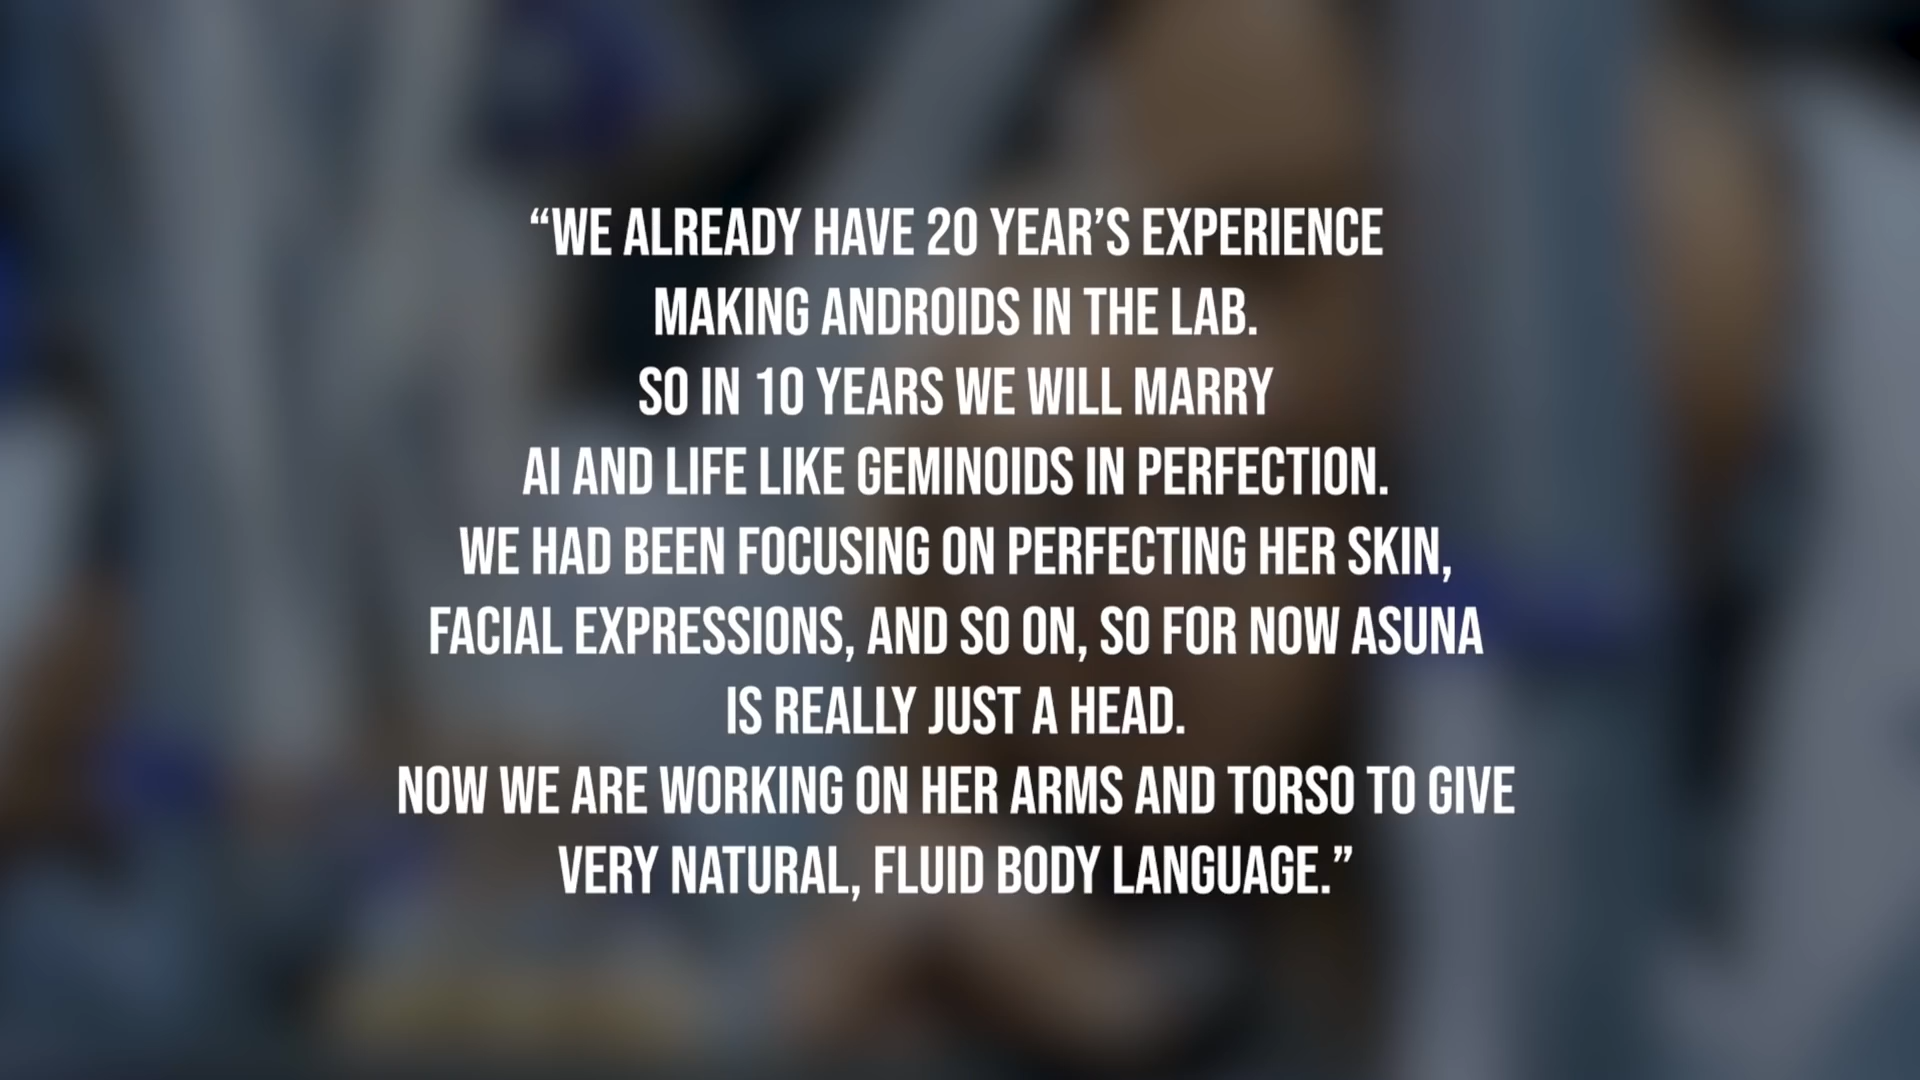 “WE ALREADY HAVE 20 YEAR’S EXPERIENCE
MAKING ANDROIDS IN THE LAB.
SO IN 10 YEARS WE WILL MARRY
AI AND LIFE LIKE GEMINOIDS IN PERFECTION.
WE HAD BEEN FOCUSING ON PERFECTING HER SKIN,
FACIAL EXPRESSIONS, AND SO ON, SO FOR NOW ASUNA
IS REALLY JUST A HEAD.
NOW WE ARE WORKING ON HER ARMS AND TORSO TO GIVE
VERY NATURAL, FLUID BODY LANGUAGE.”